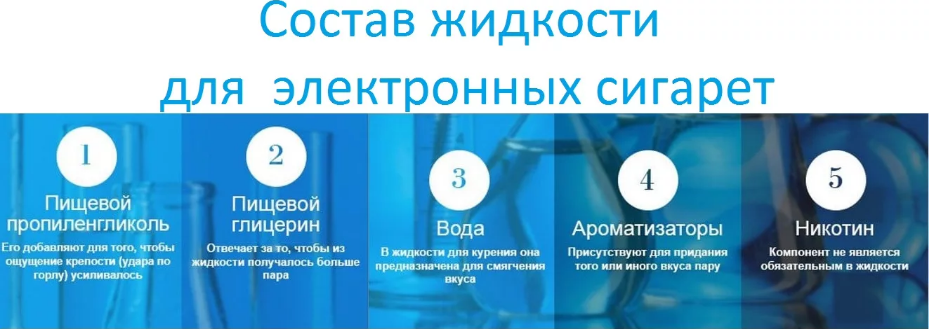 Состав жидкости
для электронных сигарет
1
Пищевой
пропиленгликоль
Его добавляют для того, чтобы
ощущение крепости (удара по
горлу) усиливалось
2
Пищевой
глицерин
Отвечает за то, чтобы из
жидкости получалось больше
пара
3
Вода
В жидкости для курения она
предназначена для смягчения
вкуса
4
Ароматизаторы
Присутствуют для придания
того или иного вкуса пару
5
Никотин
Компонент не является
обязательным в жидкости